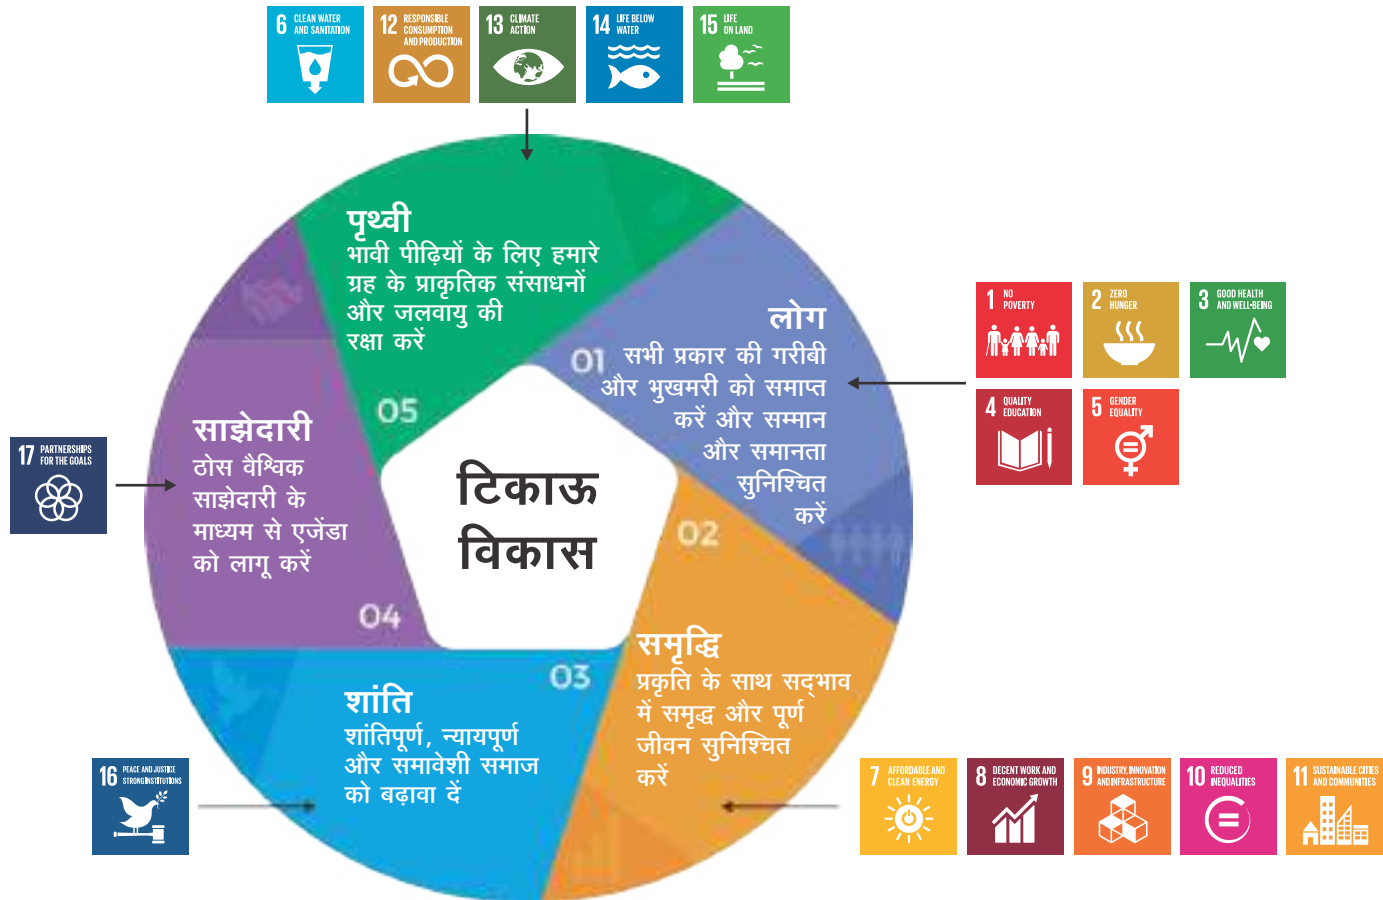 6 CLEAN WATER
AND SANITATION
12 RESPONSIBLE
CONSUMPTION
AND PRODUCTION
13 CLIMATE
ACTION
14 LIFE BELOW
WATER
15 LIFE
ON LAND
पृथ्वी
भावी पीढ़ियों के लिए हमारे
ग्रह के प्राकृतिक संसाधनों
और जलवायु की
रक्षा करें
05
लोग
01
सभी प्रकार की गरीबी
और भुखमरी को समाप्त
करें और सम्मान
और समानता
सुनिश्चित
करें
1 NO
POVERTY
2 ZERO
HUNGER
3 GOOD HEALTH
AND WELL-BEING
4 QUALITY
EDUCATION
5 GENDER
EQUALITY
साझेदारी
ठोस वैश्विक
साझेदारी के
माध्यम से एजेंडा
को लागू करें
04
17 PARTNERSHIPS
FOR THE GOALS
टिकाऊ
विकास
02
समृद्धि
प्रकृति के साथ सद्‌भाव
में समृद्ध और पूर्ण
जीवन सुनिश्चित
करें
03
शांति
शांतिपूर्ण, न्यायपूर्ण
और समावेशी समाज
को बढ़ावा दें
16 PEACE AND JUSTICE
STRONG INSTITUTIONS
7 AFFORDABLE AND
CLEAN ENERGY
8 DECENT WORK AND
ECONOMIC GROWTH
9 INDUSTRY, INNOVATION
AND INFRASTRUCTURE
10 REDUCED
INEQUALITIES
11 SUSTAINABLE CITIES
AND COMMUNITIES